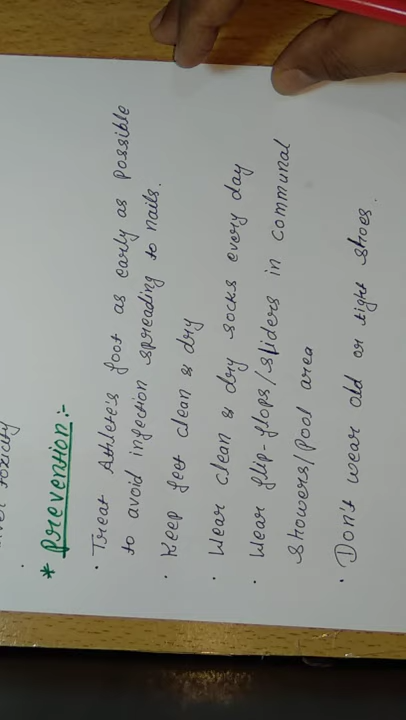 toxicity
* Prevention:-
· Treat Athlete's foot as early as possible
to avoid infection spreading to nails.
· Keep feet clean & dry
· Wear clean & dry socks every day
· Wear flip-flops/sliders in communal
showers/pool area
· Don't wear old or tight shoes.